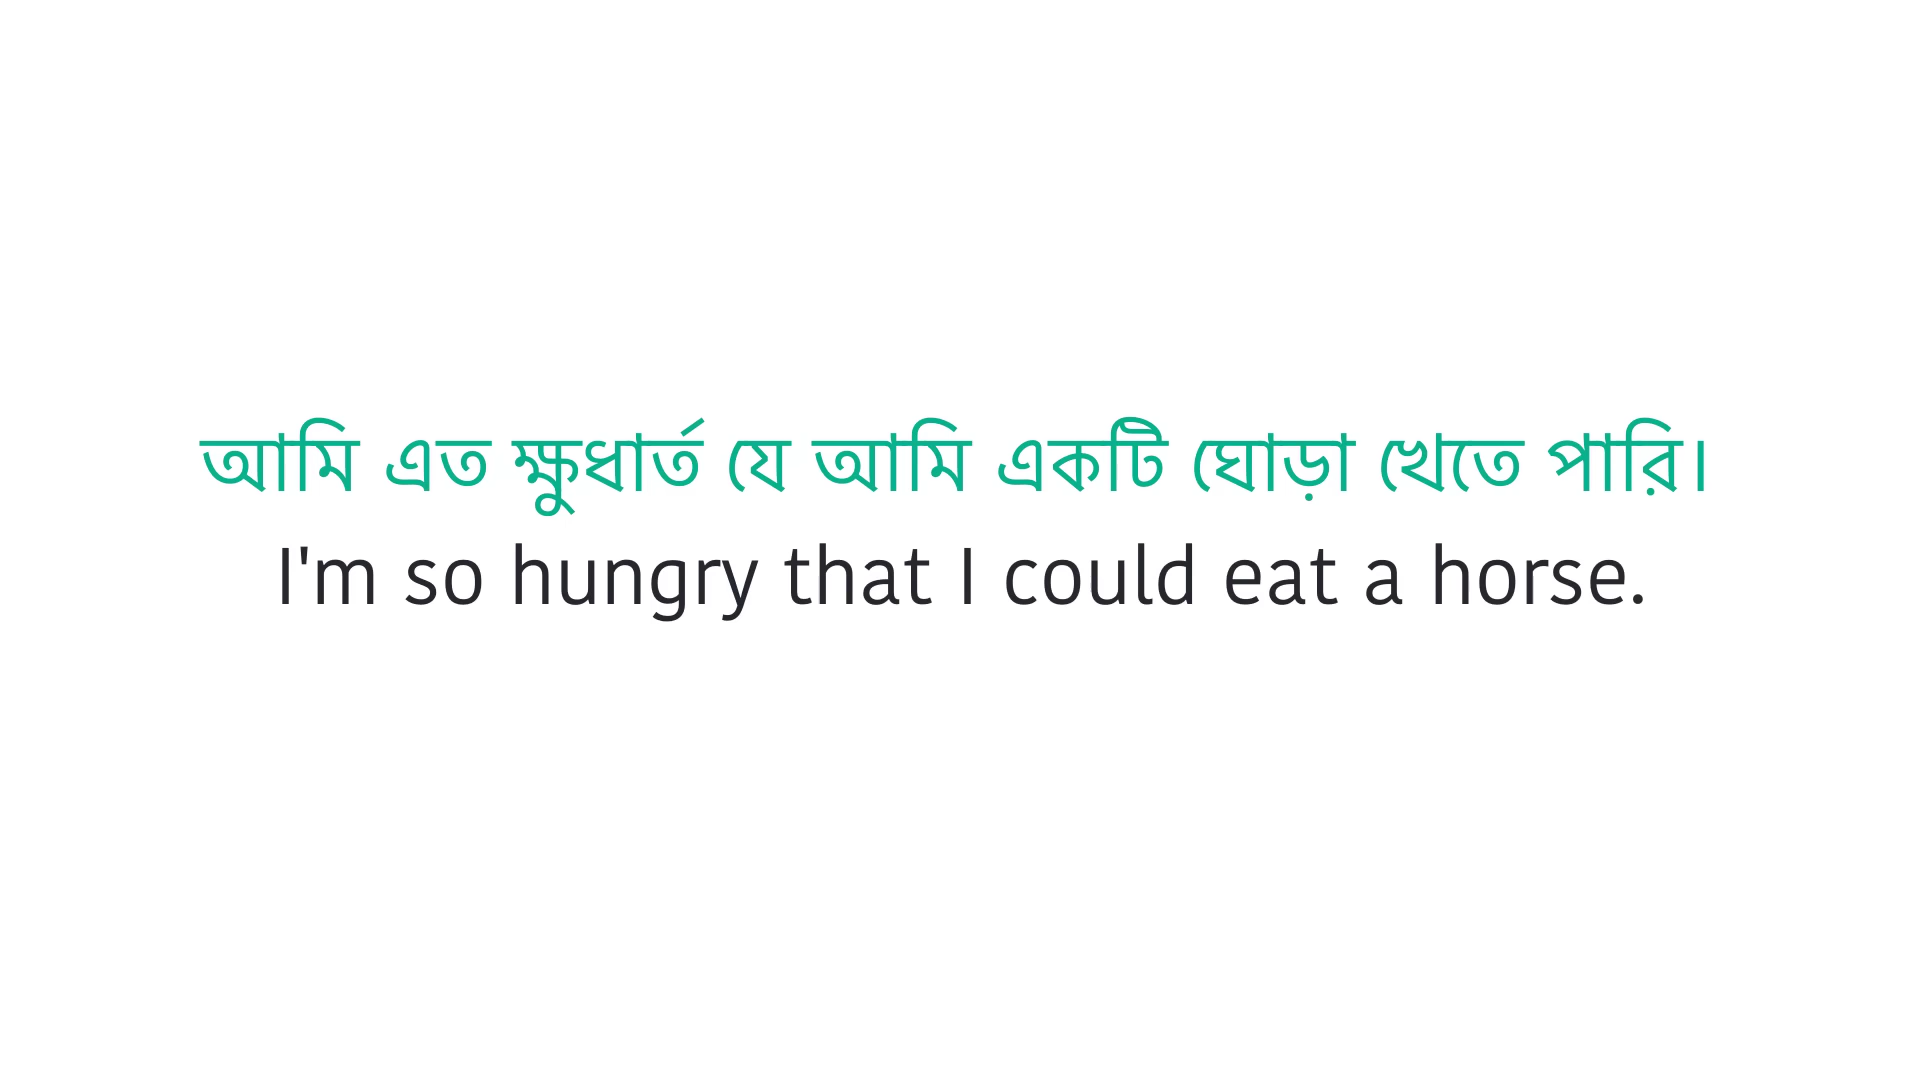 আমি এত ক্ষুধার্ত যে আমি একটি ঘোড়া খেতে পারি।
I'm so hungry that I could eat a horse.